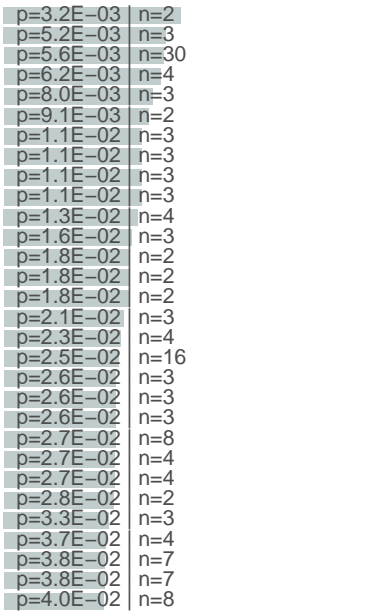 p=3.2E−03 n=2
p=5.2E−03 n=3
p=5.6E−03 n=30
p=6.2E−03 n=4
p=8.0E−03 n=3
p=9.1E−03 n=2
p=1.1E−02 n=3
p=1.1E−02 n=3
p=1.1E−02 n=3
p=1.1E−02 n=3
p=1.3E−02 n=4
p=1.6E−02 n=3
p=1.8E−02 n=2
p=1.8E−02 n=2
p=1.8E−02 n=2
p=2.1E−02 n=3
p=2.3E−02 n=4
p=2.5E−02 n=16
p=2.6E−02 n=3
p=2.6E−02 n=3
p=2.6E−02 n=3
p=2.7E−02 n=8
p=2.7E−02 n=4
p=2.7E−02 n=4
p=2.8E−02 n=2
p=3.3E−02 n=3
p=3.7E−02 n=4
p=3.8E−02 n=7
p=3.8E−02 n=7
p=4.0E−02 n=8